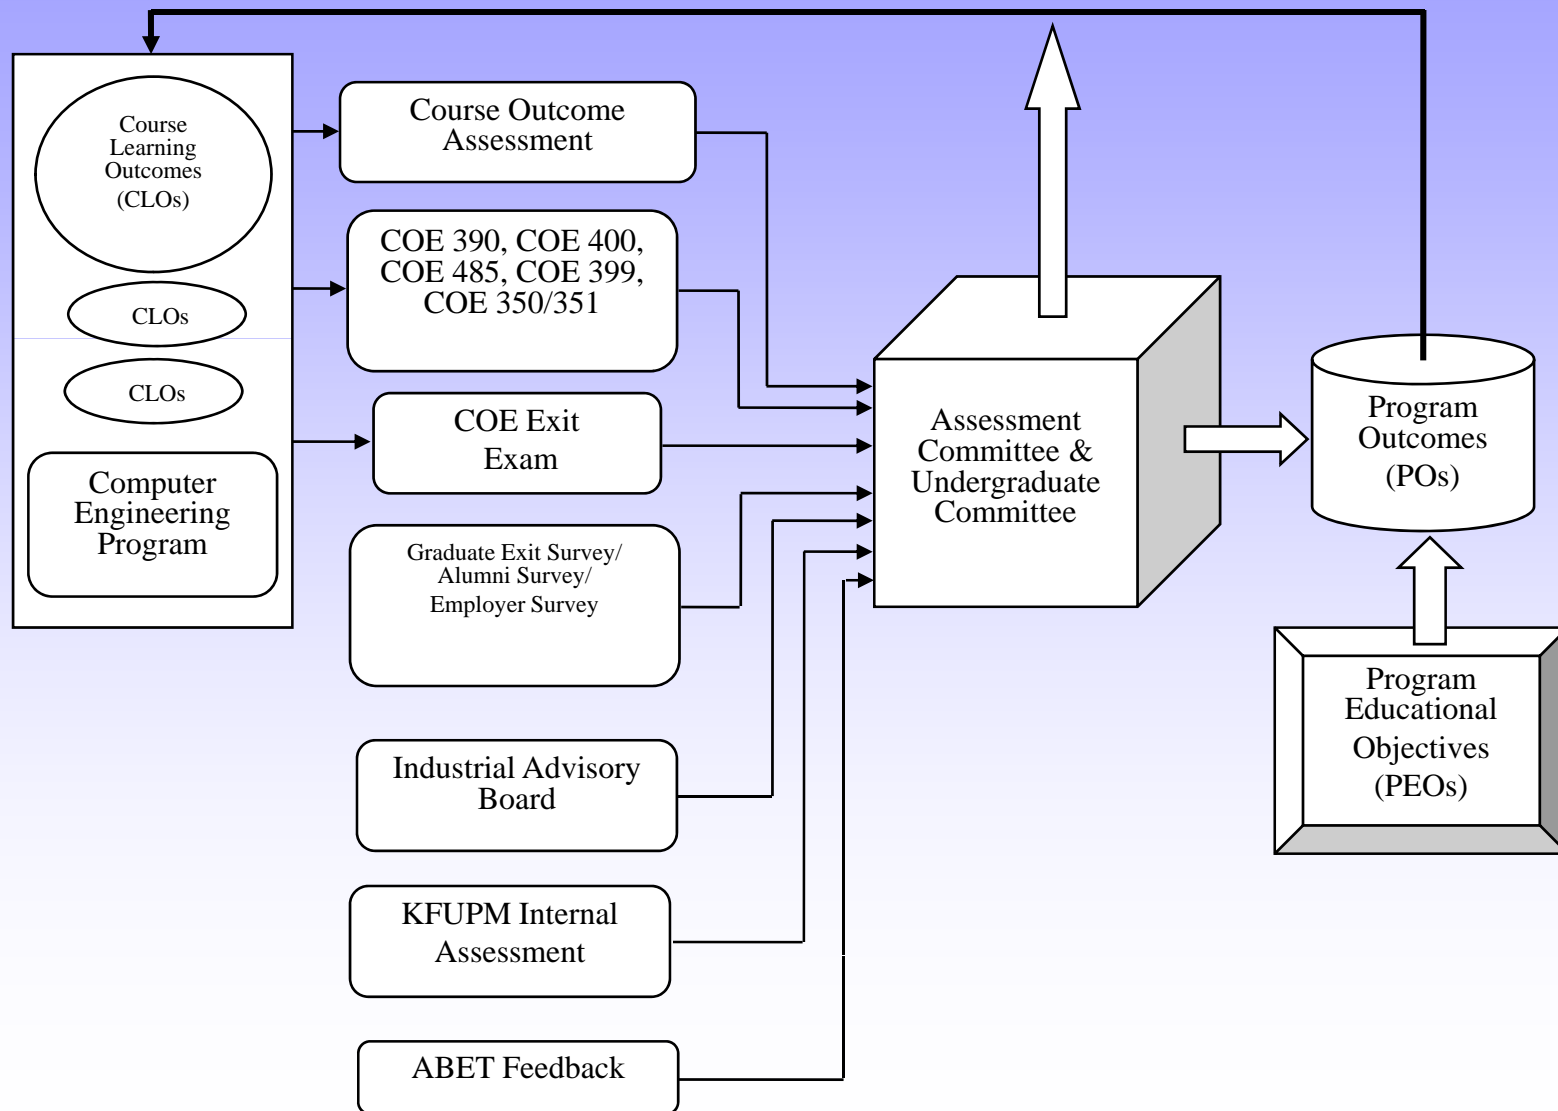 Course
Learning
Outcomes
(CLOs)
CLOs
CLOs
Computer
Engineering
Program
Course Outcome
Assessment
COE 390, COE 400,
COE 485, COE 399,
COE 350/351
COE Exit
Exam
Graduate Exit Survey/
Alumni Survey/
Employer Survey
Industrial Advisory
Board
KFUPM Internal
Assessment
ABET Feedback
Assessment
Committee &
Undergraduate
Committee
Program
Outcomes
(POs)
Program
Educational
Objectives
(PEOs)